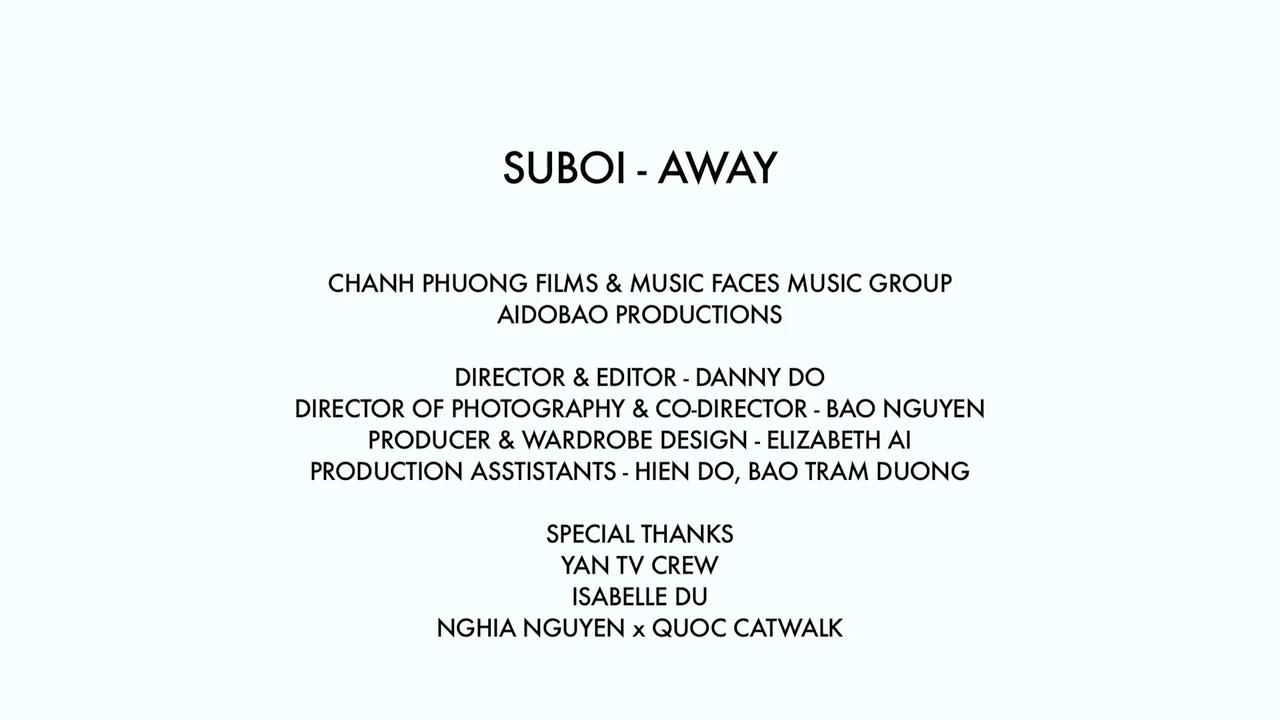 SUBOI - AWAY
CHANH PHUONG FILMS & MUSIC FACES MUSIC GROUP
AIDOBAO PRODUCTIONS
DIRECTOR & EDITOR - DANNY DO
DIRECTOR OF PHOTOGRAPHY & CO-DIRECTOR - BAO NGUYEN
PRODUCER & WARDROBE DESIGN - ELIZABETH AI
PRODUCTION ASSTISTANTS - HIEN DO, BAO TRAM DUONG
SPECIAL THANKS
YAN TV CREW
ISABELLE DU
NGHIA NGUYEN x QUOC CATWALK